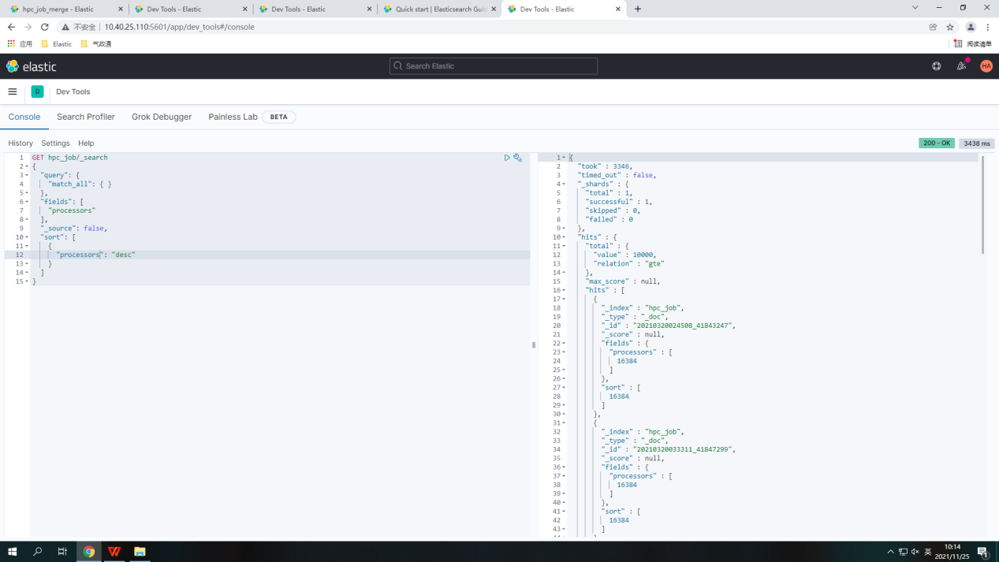 hpc_job_merge - Elastic
Dev Tools - Elastic
Dev Tools - Elastic
Quick start | Elasticsearch Guid
Dev Tools - Elastic
不安全 | 10.40.25.110:5601/app/dev_tools#/console
应用
Elastic
气政通
阅读清单
elastic
Search Elastic
HA
D
Dev Tools
Console
Search Profiler
Grok Debugger
Painless Lab
BETA
History
Settings
Help
200 - OK
3438 ms
1 GET hpc_job/_search
2 {
3 "query": {
4 "match_all": { }
5 },
6 "fields": [
7 "processors"
8 ],
9 "_source": false,
10 "sort": [
11 {
12 "processors": "desc"
13 }
14 ]
15 }
1 {
2 "took" : 3346,
3 "timed_out" : false,
4 "_shards" : {
5 "total" : 1,
6 "successful" : 1,
7 "skipped" : 0,
8 "failed" : 0
9 },
10 "hits" : {
11 "total" : {
12 "value" : 10000,
13 "relation" : "gte"
14 },
15 "max_score" : null,
16 "hits" : [
17 {
18 "_index" : "hpc_job",
19 "_type" : "_doc",
20 "_id" : "20210320024508_41843247",
21 "_score" : null,
22 "fields" : {
23 "processors" : [
24 16384
25 ]
26 },
27 "sort" : [
28 16384
29 ]
30 },
31 {
32 "_index" : "hpc_job",
33 "_type" : "_doc",
34 "_id" : "20210320033311_41847299",
35 "_score" : null,
36 "fields" : {
37 "processors" : [
38 16384
39 ]
40 },
41 "sort" : [
42 16384
43 ]
英
10:14
2021/11/25
1